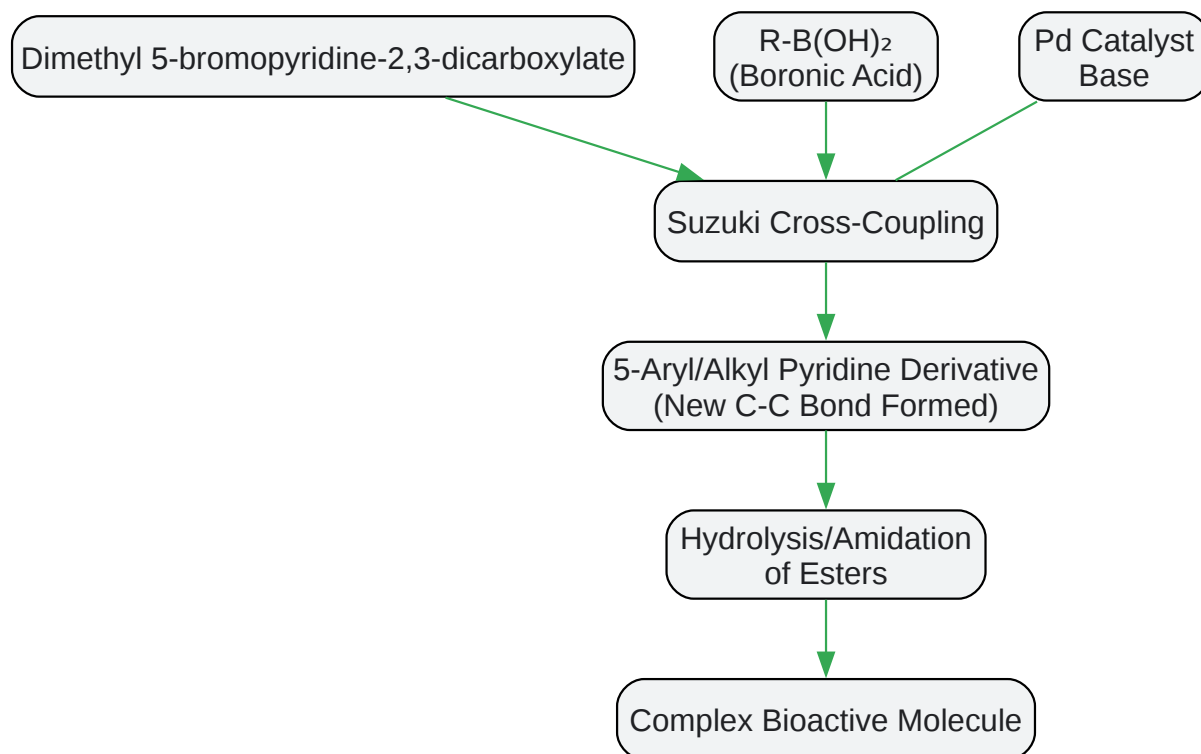 Dimethyl 5-bromopyridine-2,3-dicarboxylate
R-B(OH)₂
(Boronic Acid)
Pd Catalyst
Base
Suzuki Cross-Coupling
5-Aryl/Alkyl Pyridine Derivative
(New C-C Bond Formed)
Hydrolysis/Amidation
of Esters
Complex Bioactive Molecule